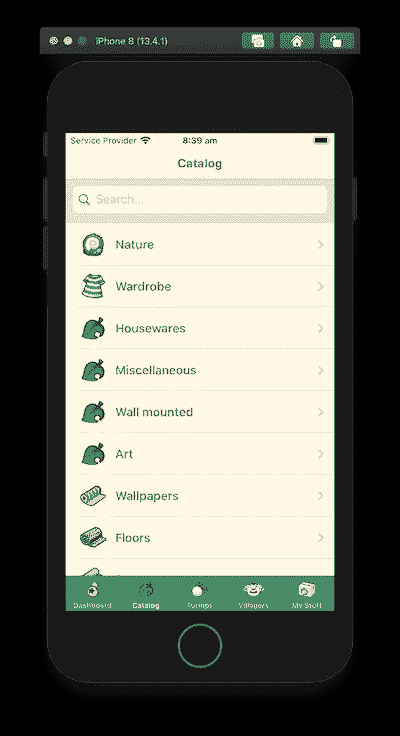 iPhone 8 (13.4.1)
Service Provider 8:39 am
Catalog
Search...
Nature
Wardrobe
Housewares
Miscellaneous
Wall mounted
Art
Wallpapers
Floors
Dashboard Catalog Turnips Villagers My Stuff